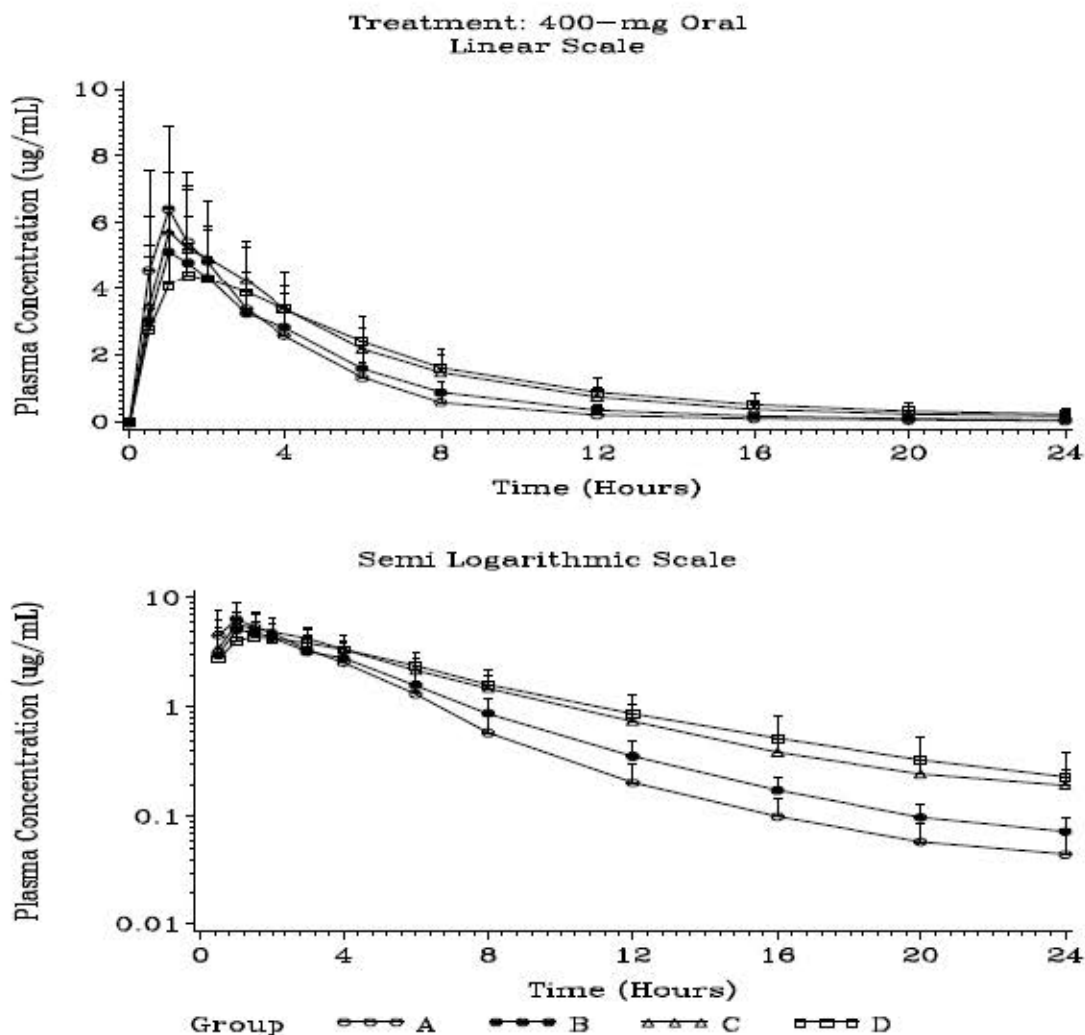 Treatment: 400-mg Oral
Linear Scale
Plasma Concentration (ug/mL)
10
8
6
4
2
0
0 4 8 12 16 20 24
Time (Hours)
Semi Logarithmic Scale
Plasma Concentration (ug/mL)
10
1
0.1
0.01
0 4 8 12 16 20 24
Time (Hours)
Group A B C D